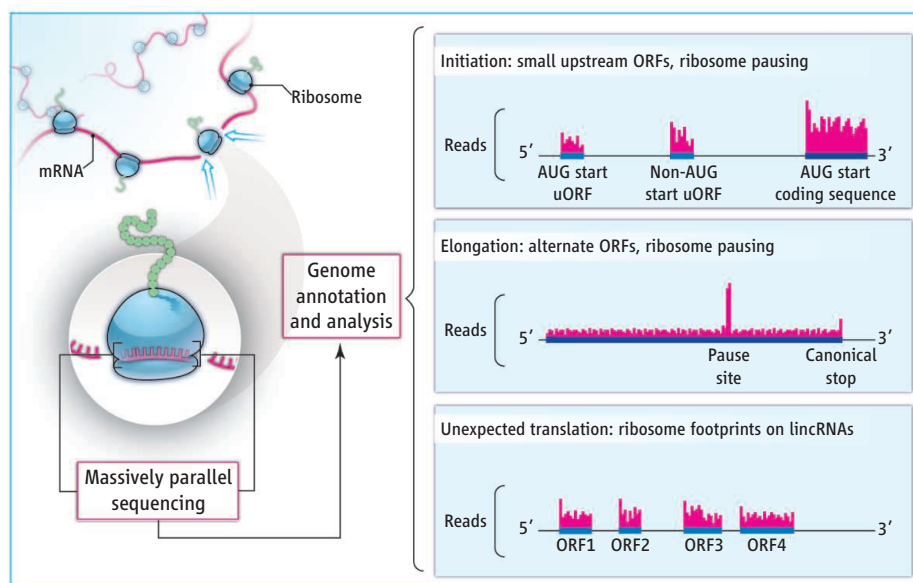 Ribosome
mRNA
Massively parallel
sequencing
Genome
annotation
and analysis
Initiation: small upstream ORFs, ribosome pausing
Reads
5′
3′
AUG start
uORF
Non-AUG
start uORF
AUG start
coding sequence
Elongation: alternate ORFs, ribosome pausing
Reads
5′
3′
Pause
site
Canonical
stop
Unexpected translation: ribosome footprints on lincRNAs
Reads
5′
3′
ORF1 ORF2 ORF3 ORF4